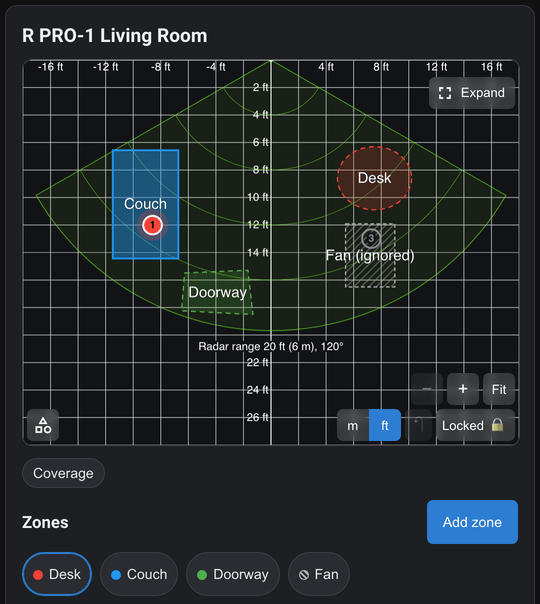 R PRO-1 Living Room
-16 ft -12 ft -8 ft -4 ft 4 ft 8 ft 12 ft 16 ft
2 ft
Expand
4 ft
6 ft
8 ft
Desk
10 ft
Couch
12 ft
1
3
14 ft
Fan (ignored)
Doorway
Radar range 20 ft (6 m), 120°
22 ft
24 ft
− + Fit
26 ft
m ft Locked
Coverage
Zones
Add zone
Desk Couch Doorway Fan